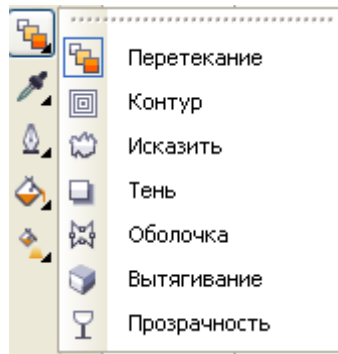 Перетекание
Контур
Исказить
Тень
Оболочка
Вытягивание
Прозрачность